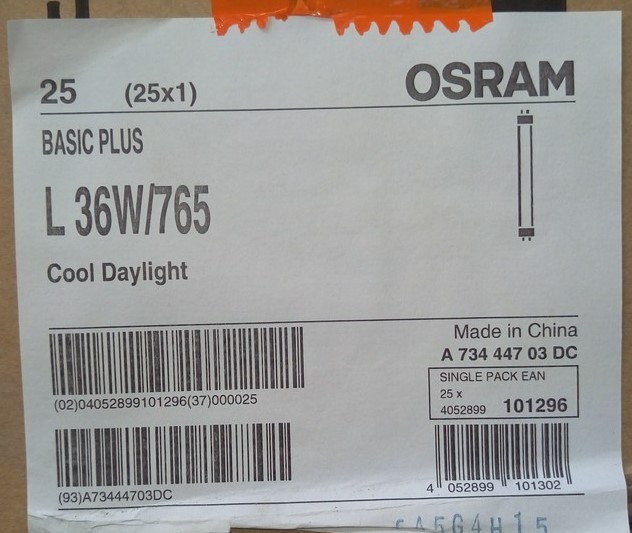 25 (25x1) OSRAM
BASIC PLUS
L 36W/765
Cool Daylight
Made in China
A 734 447 03 DC
SINGLE PACK EAN
25 x
4052899 101296
(02)04052899101296(37)000025
(93)A73444703DC
4 052899 101302